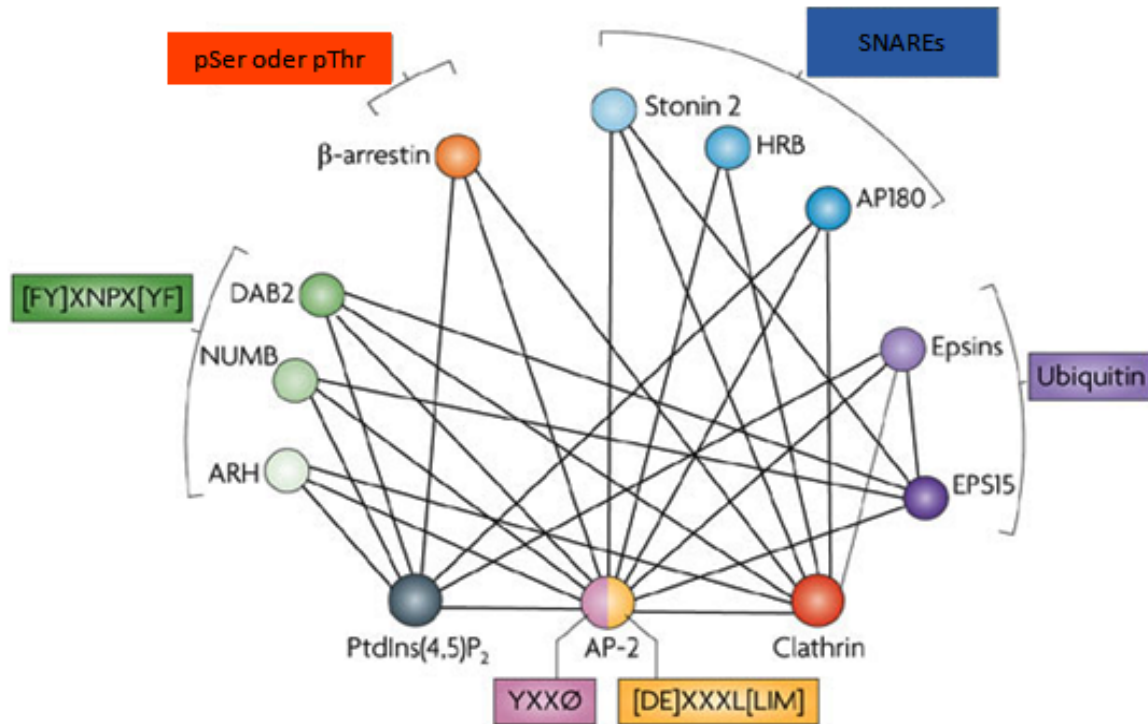 pSer oder pThr
SNAREs
Stonin 2
HRB
β-arrestin
AP180
[FY]XNPX[YF]
DAB2
NUMB
ARH
Epsins
Ubiquitin
EPS15
PtdIns(4,5)P₂
AP-2
Clathrin
YXXØ
[DE]XXXL[LIM]